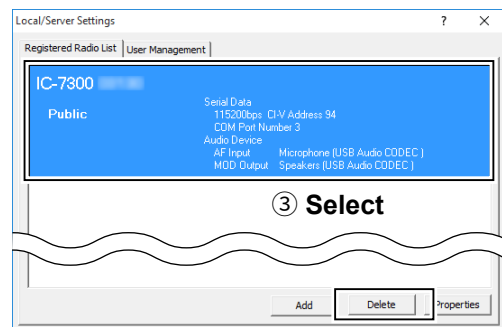 Local/Server Settings ? ×
Registered Radio List User Management
IC-7300
Public
Serial Data
115200bps CI-V Address 94
COM Port Number 3
Audio Device
AF Input Microphone (USB Audio CODEC )
MOD Output Speakers (USB Audio CODEC )
③ Select
Add Delete Properties